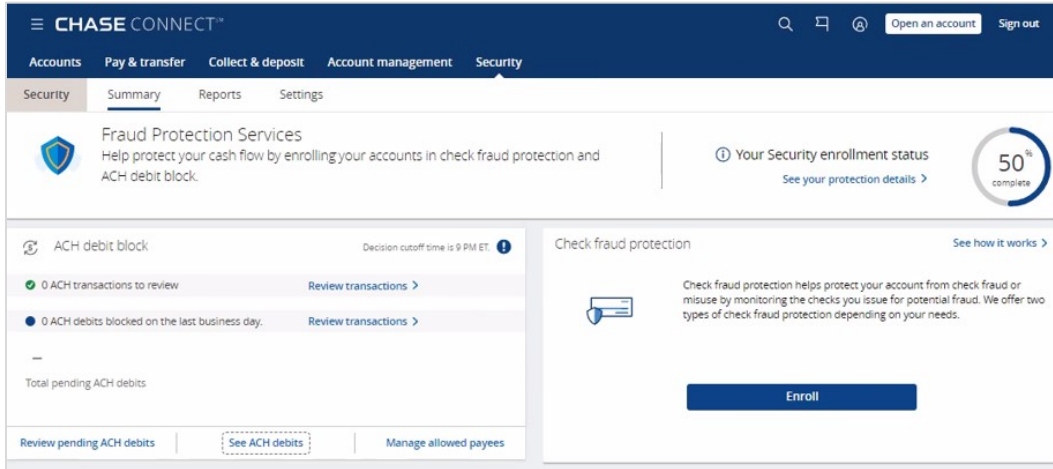 CHASE CONNECT℠
Open an account
Sign out
Accounts Pay & transfer Collect & deposit Account management Security
Security Summary Reports Settings
Fraud Protection Services
Help protect your cash flow by enrolling your accounts in check fraud protection and
ACH debit block.
Your Security enrollment status
See your protection details >
50%
complete
ACH debit block
Decision cutoff time is 9 PM ET.
0 ACH transactions to review Review transactions >
0 ACH debits blocked on the last business day. Review transactions >
—
Total pending ACH debits
Review pending ACH debits See ACH debits Manage allowed payees
Check fraud protection See how it works >
Check fraud protection helps protect your account from check fraud or
misuse by monitoring the checks you issue for potential fraud. We offer two
types of check fraud protection depending on your needs.
Enroll